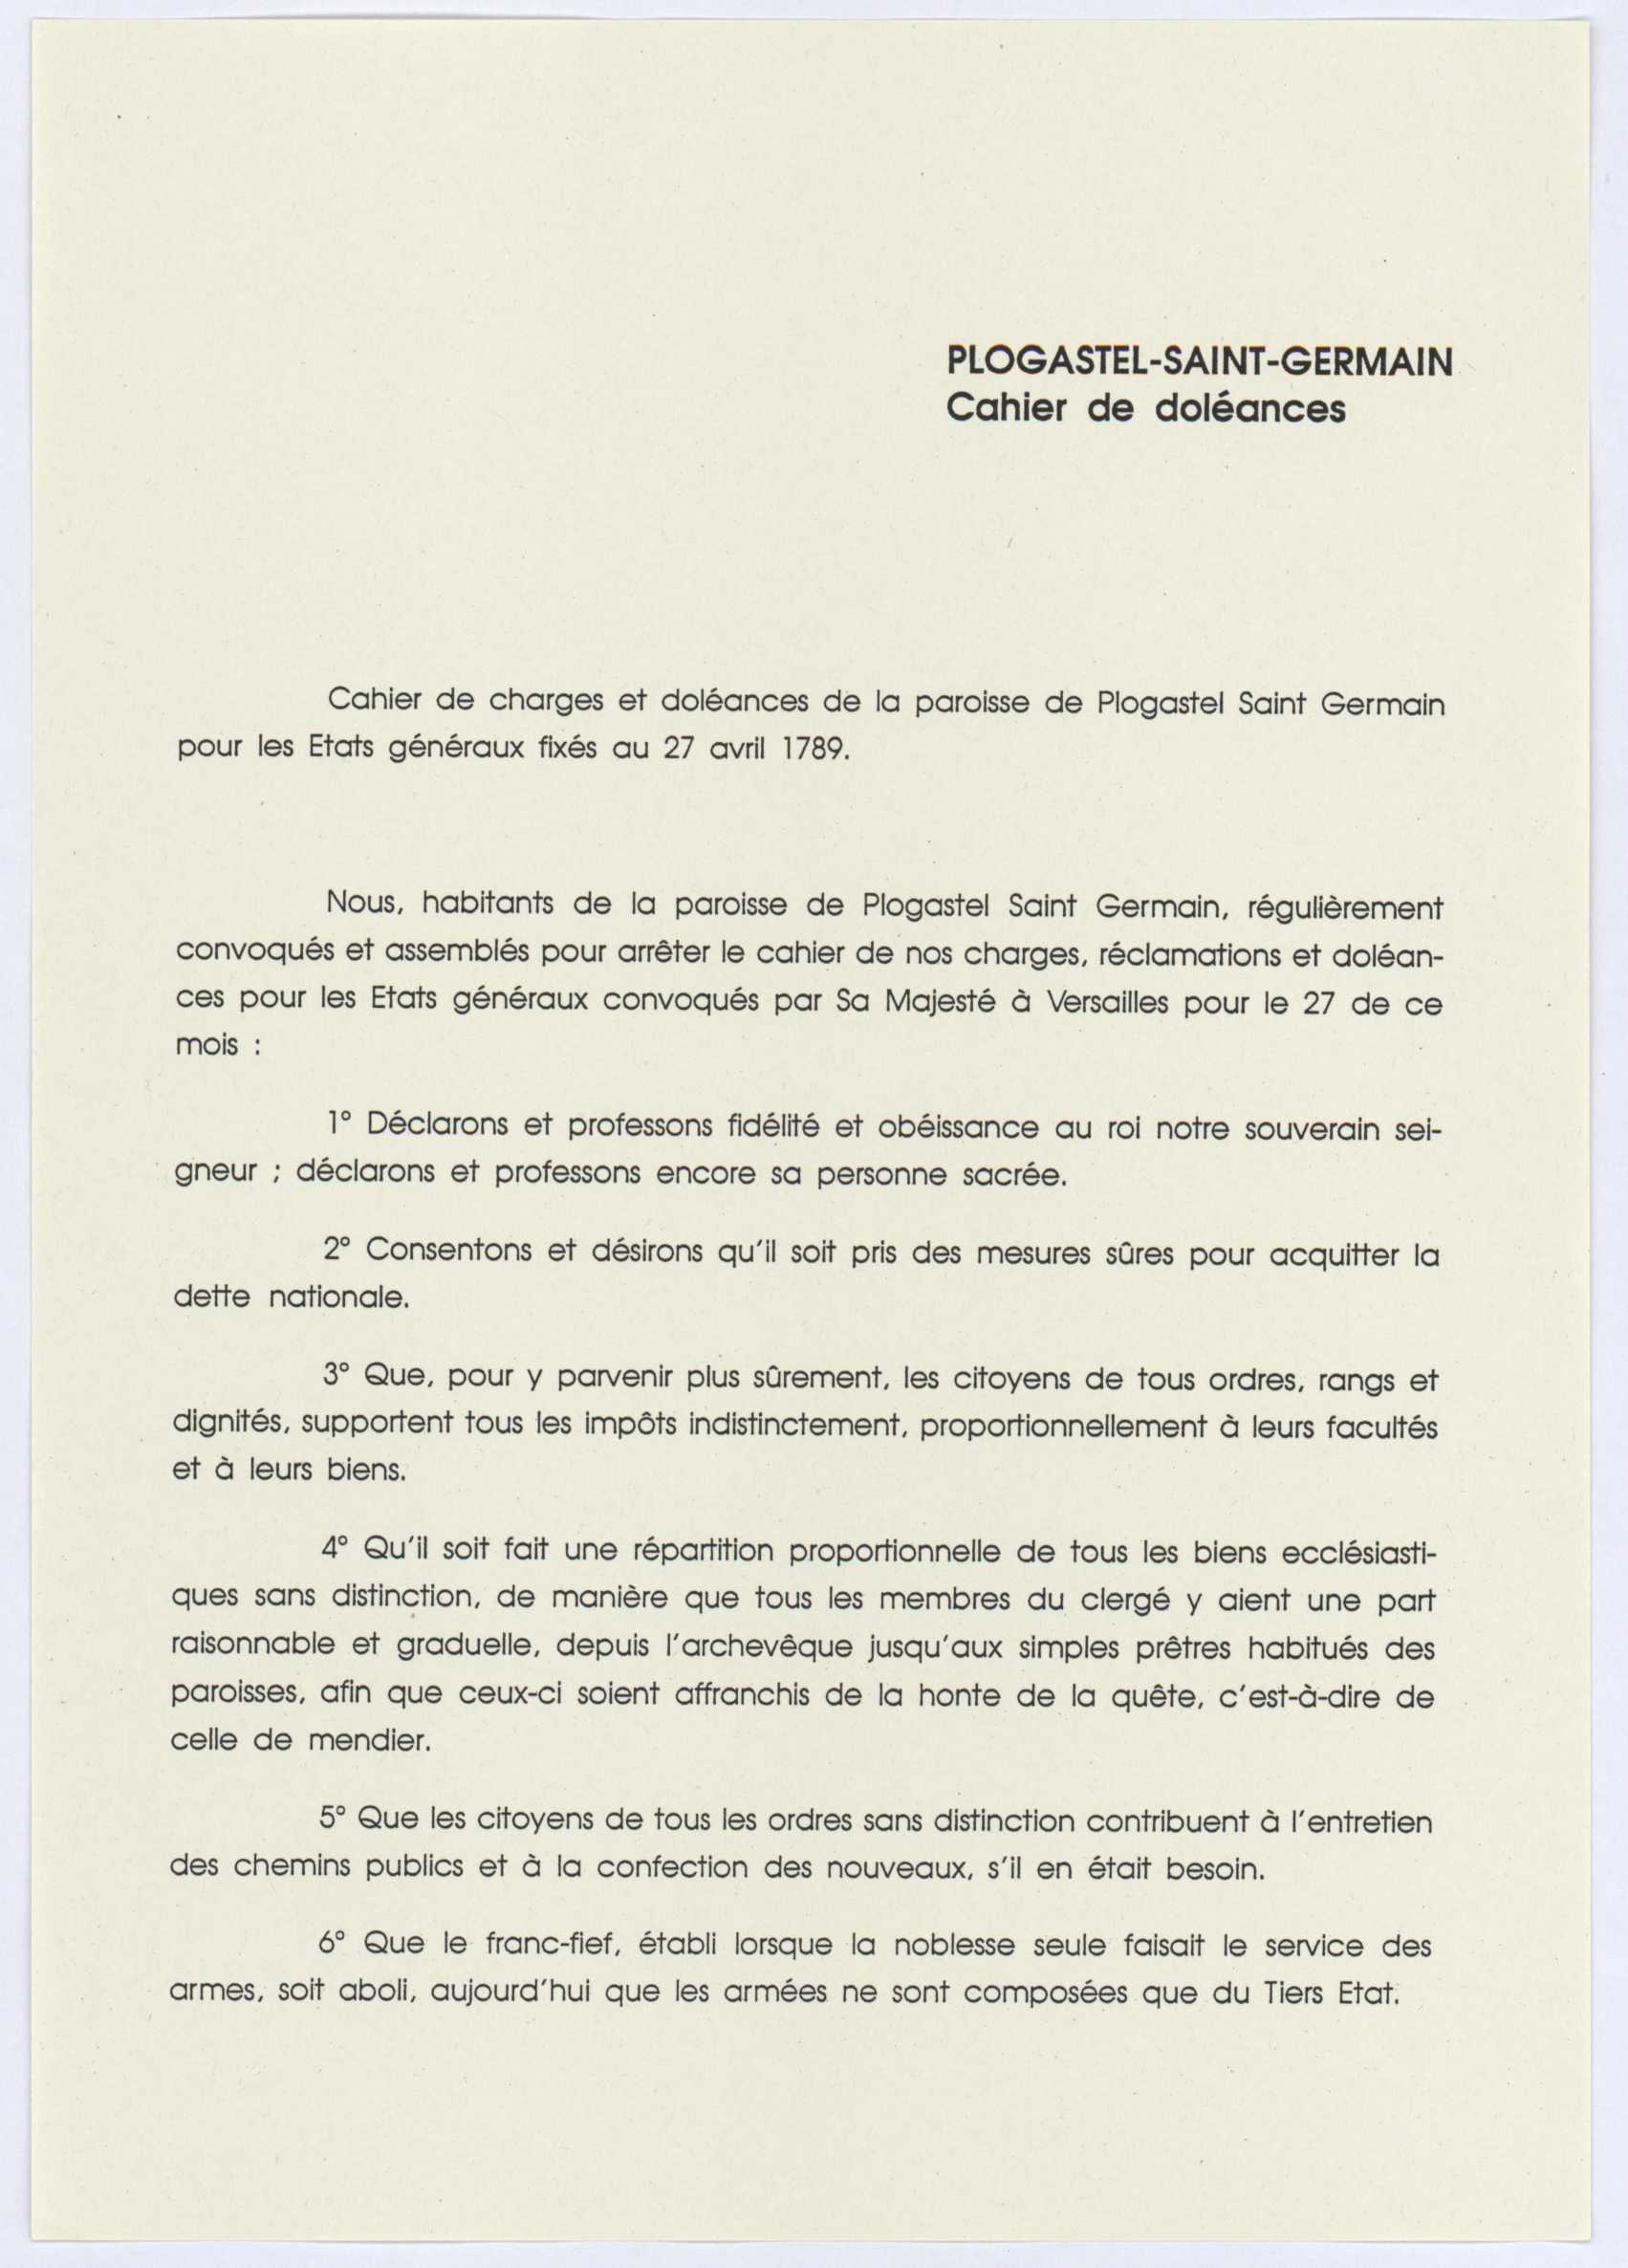 PLOGASTEL-SAINT-GERMAIN
Cahier de doléances
Cahier de charges et doléances de la paroisse de Plogastel Saint Germain
pour les Etats généraux fixés au 27 avril 1789.
Nous, habitants de la paroisse de Plogastel Saint Germain, régulièrement
convoqués et assemblés pour arrêter le cahier de nos charges, réclamations et doléan-
ces pour les Etats généraux convoqués par Sa Majesté à Versailles pour le 27 de ce
mois :
1° Déclarons et professons fidélité et obéissance au roi notre souverain sei-
gneur ; déclarons et professons encore sa personne sacrée.
2° Consentons et désirons qu'il soit pris des mesures sûres pour acquitter la
dette nationale.
3° Que, pour y parvenir plus sûrement, les citoyens de tous ordres, rangs et
dignités, supportent tous les impôts indistinctement, proportionnellement à leurs facultés
et à leurs biens.
4° Qu'il soit fait une répartition proportionnelle de tous les biens ecclésiasti-
ques sans distinction, de manière que tous les membres du clergé y aient une part
raisonnable et graduelle, depuis l'archevêque jusqu'aux simples prêtres habitués des
paroisses, afin que ceux-ci soient affranchis de la honte de la quête, c'est-à-dire de
celle de mendier.
5° Que les citoyens de tous les ordres sans distinction contribuent à l'entretien
des chemins publics et à la confection des nouveaux, s'il en était besoin.
6° Que le franc-fief, établi lorsque la noblesse seule faisait le service des
armes, soit aboli, aujourd'hui que les armées ne sont composées que du Tiers Etat.